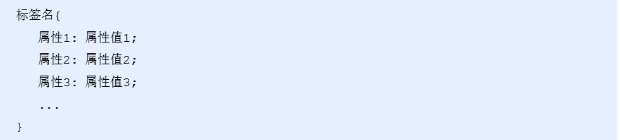 标签名{
属性1: 属性值1;
属性2: 属性值2;
属性3: 属性值3;
...
}